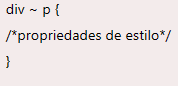 div ~ p {
/*propriedades de estilo*/
}